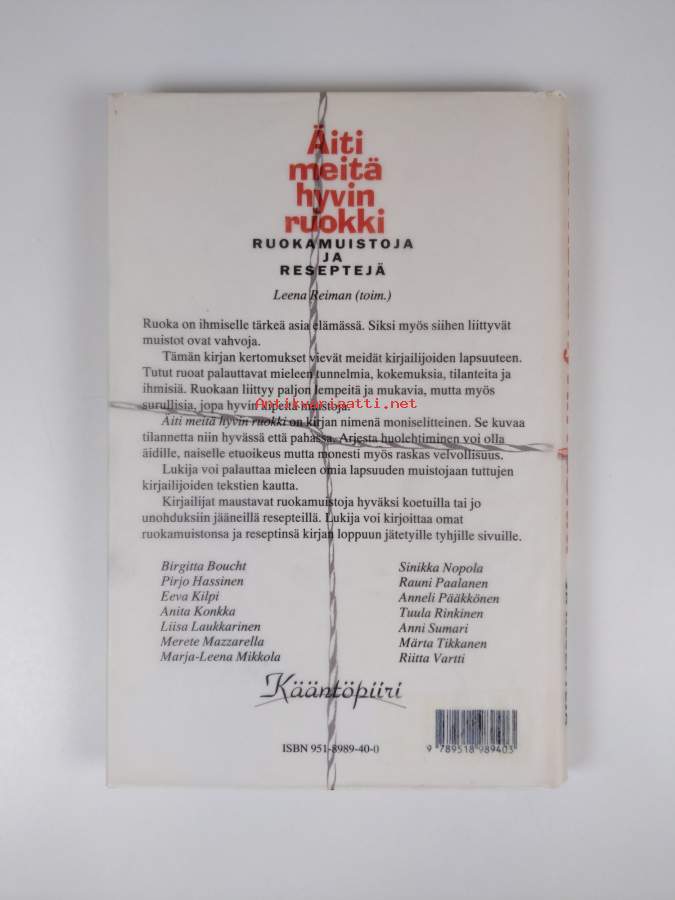 Äiti
meitä
hyvin
ruokki
RUOKAMUISTOJA
JA
RESEPTEJÄ
Leena Reiman (toim.)
Ruoka on ihmiselle tärkeä asia elämässä. Siksi myös siihen liittyvät
muistot ovat vahvoja.
Tämän kirjan kertomukset vievät meidät kirjailijoiden lapsuuteen.
Tutut ruoat palauttavat mieleen tunnelmia, kokemuksia, tilanteita ja
ihmisiä. Ruokaan liittyy paljon lempeitä ja mukavia, mutta myös
surullisia, jopa hyvin kipeitä muistoja.
Antikvariaatti.net
Äiti meitä hyvin ruokki on kirjan nimenä moniselitteinen. Se kuvaa
tilannetta niin hyvässä että pahassa. Arjesta huolehtiminen voi olla
äidille, naiselle etuoikeus mutta monesti myös raskas velvollisuus.
Lukija voi palauttaa mieleen omia lapsuuden muistojaan tuttujen
kirjailijoiden tekstien kautta.
Kirjailijat maustavat ruokamuistoja hyväksi koetuilla tai jo
unohduksiin jääneillä resepteillä. Lukija voi kirjoittaa omat
ruokamuistonsa ja reseptinsä kirjan loppuun jätetyille tyhjille sivuille.
Birgitta Boucht
Pirjo Hassinen
Eeva Kilpi
Anita Konkka
Liisa Laukkarinen
Merete Mazzarella
Marja-Leena Mikkola
Sinikka Nopola
Rauni Paalanen
Anneli Pääkkönen
Tuula Rinkinen
Anni Sumari
Märta Tikkanen
Riitta Vartti
Kääntöpiiri
ISBN 951-8989-40-0
9 789518 989403